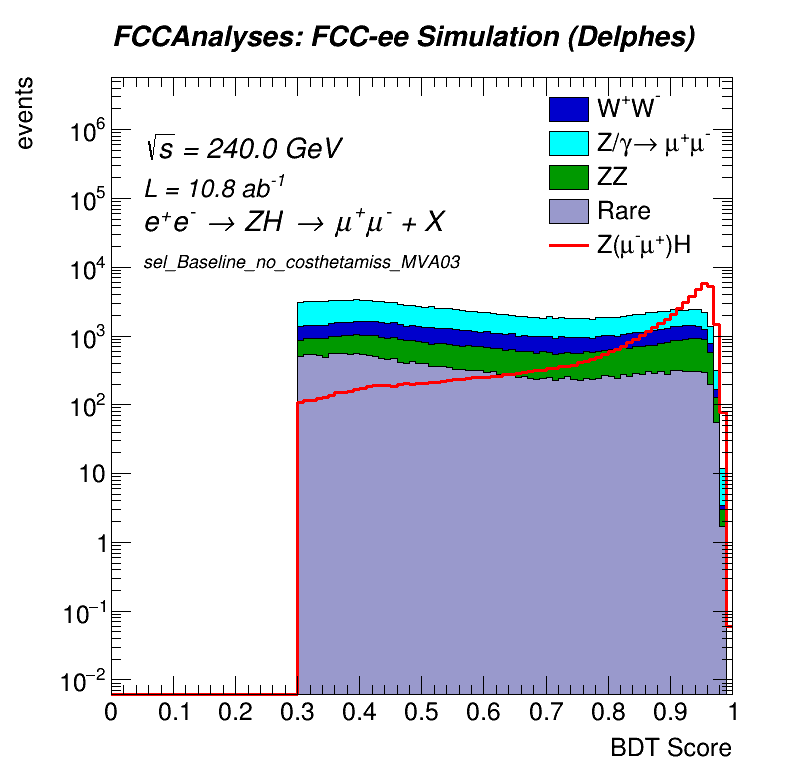 FCCAnalyses: FCC-ee Simulation (Delphes)
events
√s = 240.0 GeV
L = 10.8 ab⁻¹
e⁺e⁻ → ZH → μ⁺μ⁻ + X
sel_Baseline_no_costhetamiss_MVA03
W⁺W⁻
Z/γ→ μ⁺μ⁻
ZZ
Rare
Z(μ⁻μ⁺)H
10⁶
10⁵
10⁴
10³
10²
10
1
10⁻¹
10⁻²
0 0.1 0.2 0.3 0.4 0.5 0.6 0.7 0.8 0.9 1
BDT Score